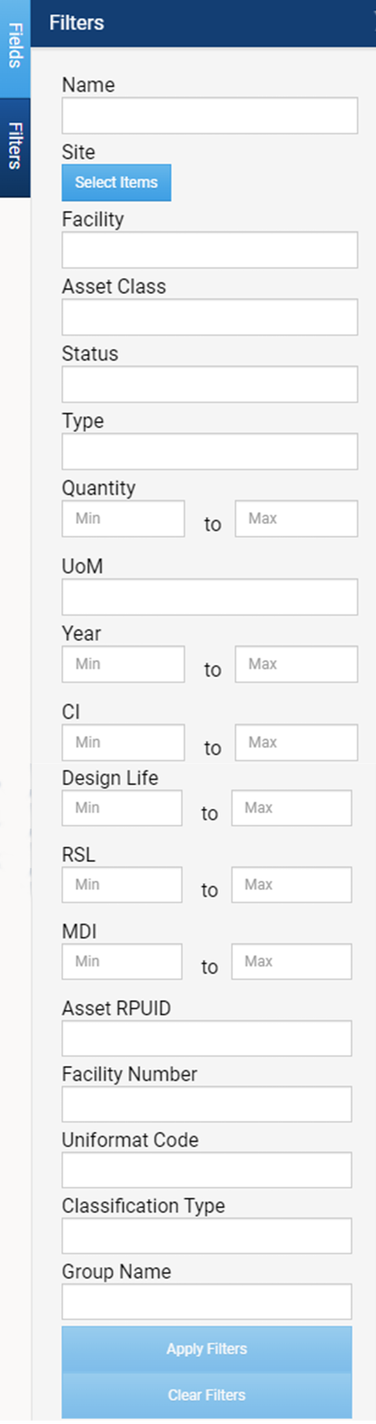 Fields
Filters
Filters
Name
Site
Select Items
Facility
Asset Class
Status
Type
Quantity
Min to Max
UoM
Year
Min to Max
CI
Min to Max
Design Life
Min to Max
RSL
Min to Max
MDI
Min to Max
Asset RPUID
Facility Number
Uniformat Code
Classification Type
Group Name
Apply Filters
Clear Filters